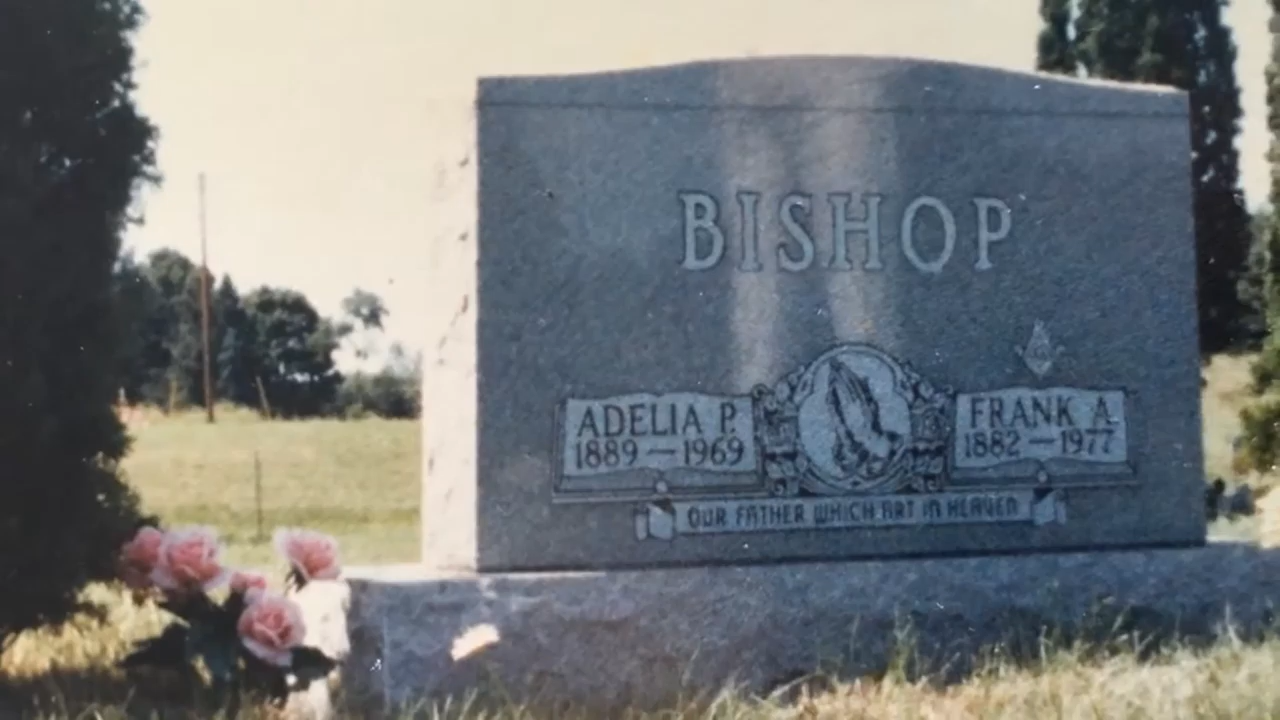 BISHOP
ADELIA P.
1889 — 1969
FRANK A.
1882 — 1977
OUR FATHER WHICH ART IN HEAVEN